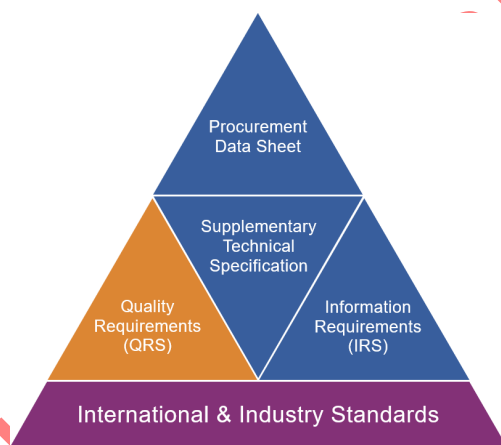 Procurement
Data Sheet
Supplementary
Technical
Specification
Quality
Requirements
(QRS)
Information
Requirements
(IRS)
International & Industry Standards